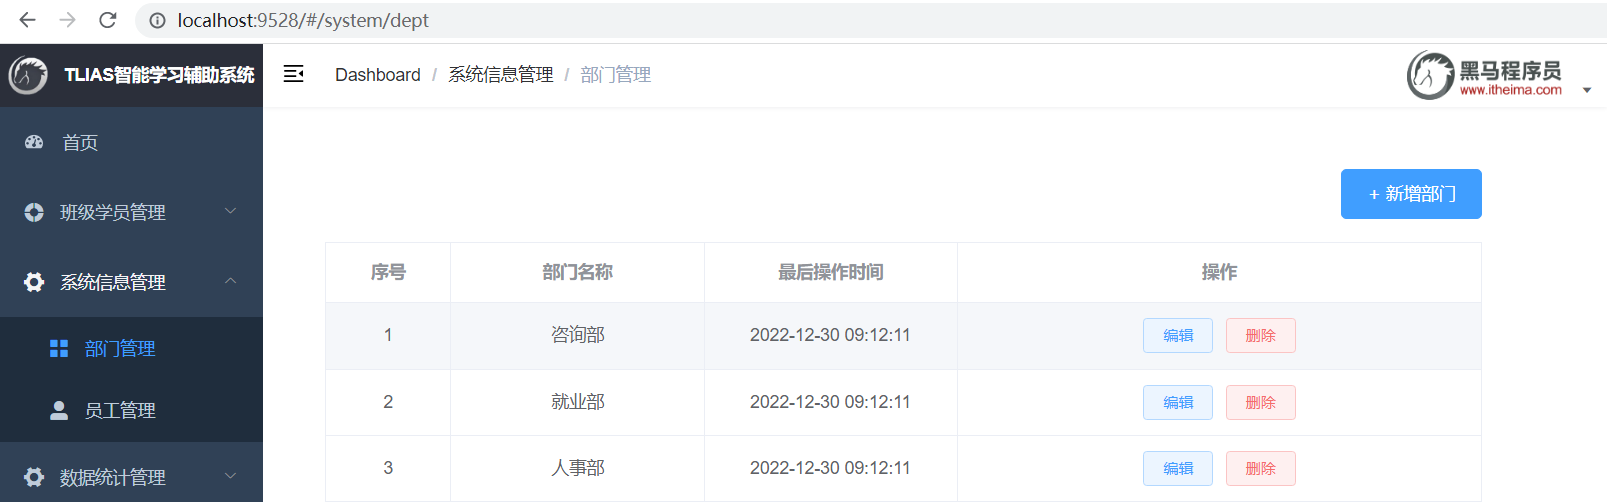 localhost:9528/#/system/dept
TLIAS智能学习辅助系统
Dashboard / 系统信息管理 / 部门管理
黑马程序员
www.itheima.com
首页
班级学员管理
系统信息管理
部门管理
员工管理
数据统计管理
+ 新增部门
序号 部门名称 最后操作时间 操作
1 咨询部 2022-12-30 09:12:11 编辑 删除
2 就业部 2022-12-30 09:12:11 编辑 删除
3 人事部 2022-12-30 09:12:11 编辑 删除